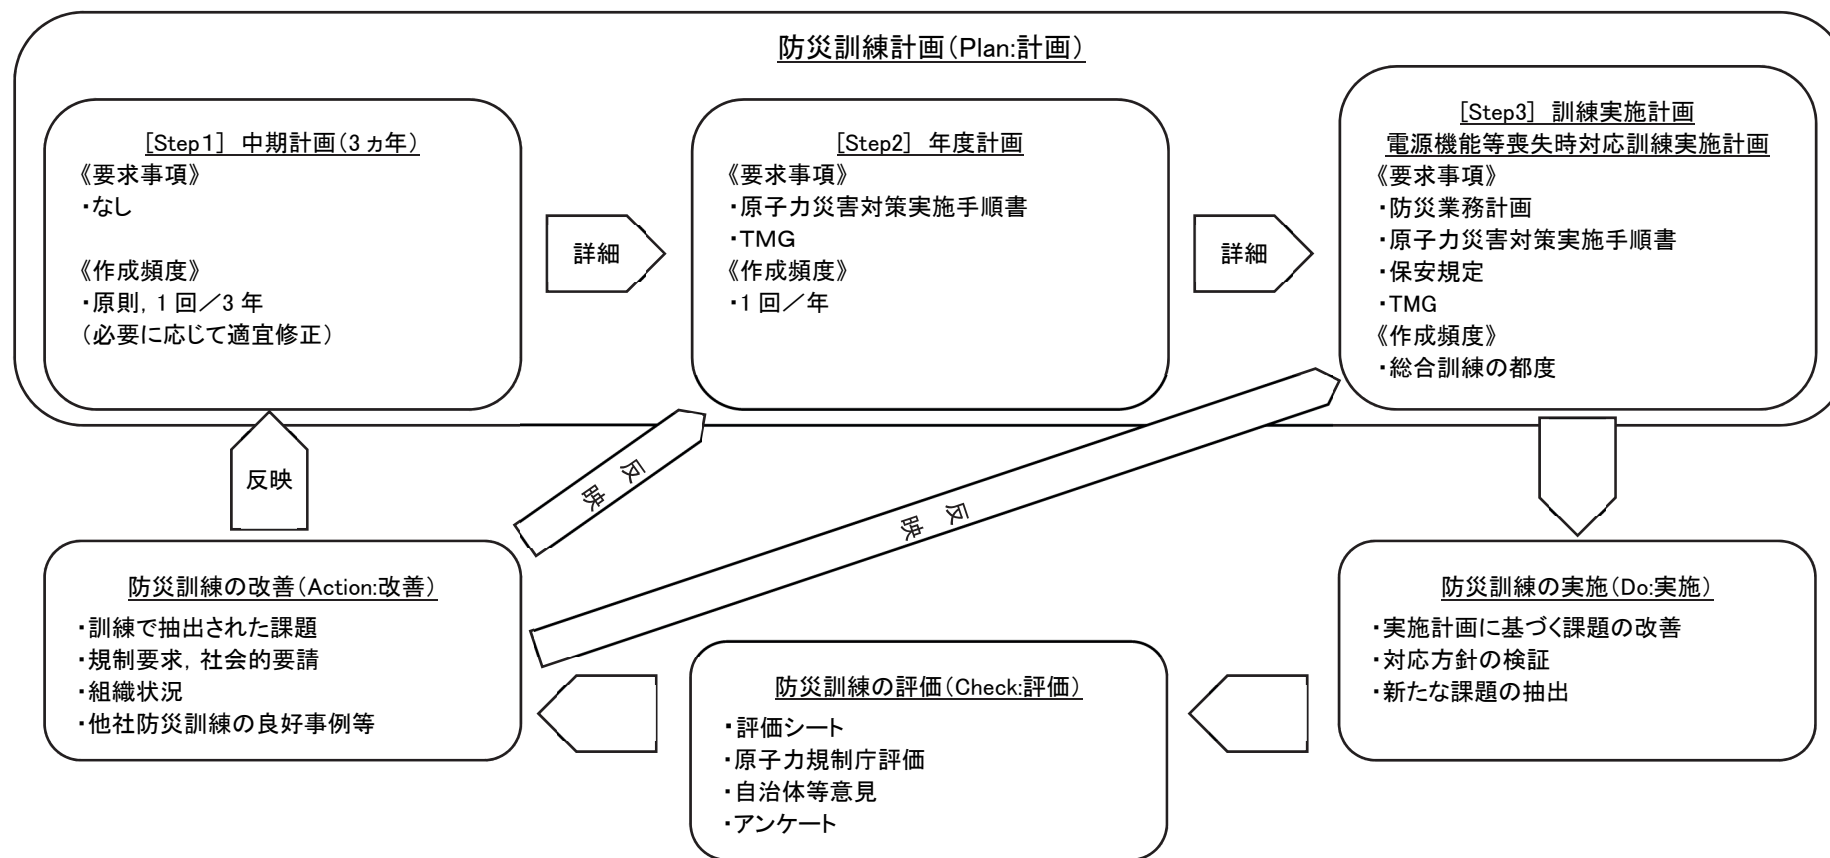 防災訓練計画(Plan:計画)
[Step1] 中期計画(3ヵ年)
《要求事項》
・なし
《作成頻度》
・原則, 1回/3年
(必要に応じて適宜修正)
詳細
[Step2] 年度計画
《要求事項》
・原子力災害対策実施手順書
・TMG
《作成頻度》
・1回/年
詳細
[Step3] 訓練実施計画
電源機能等喪失時対応訓練実施計画
《要求事項》
・防災業務計画
・原子力災害対策実施手順書
・保安規定
・TMG
《作成頻度》
・総合訓練の都度
反映
反映
反映
防災訓練の改善(Action:改善)
・訓練で抽出された課題
・規制要求, 社会的要請
・組織状況
・他社防災訓練の良好事例等
防災訓練の評価(Check:評価)
・評価シート
・原子力規制庁評価
・自治体等意見
・アンケート
防災訓練の実施(Do:実施)
・実施計画に基づく課題の改善
・対応方針の検証
・新たな課題の抽出